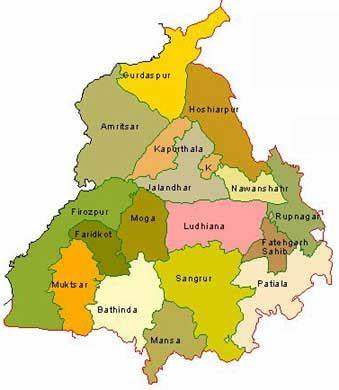 Gurdaspur
Hoshiarpur
Amritsar
Kapurthala
K
Jalandhar
Nawanshahr
Firozpur
Moga
Rupnagar
Ludhiana
Faridkot
Fatehgarh
Sahib
Muktsar
Sangrur
Patiala
Bathinda
Mansa